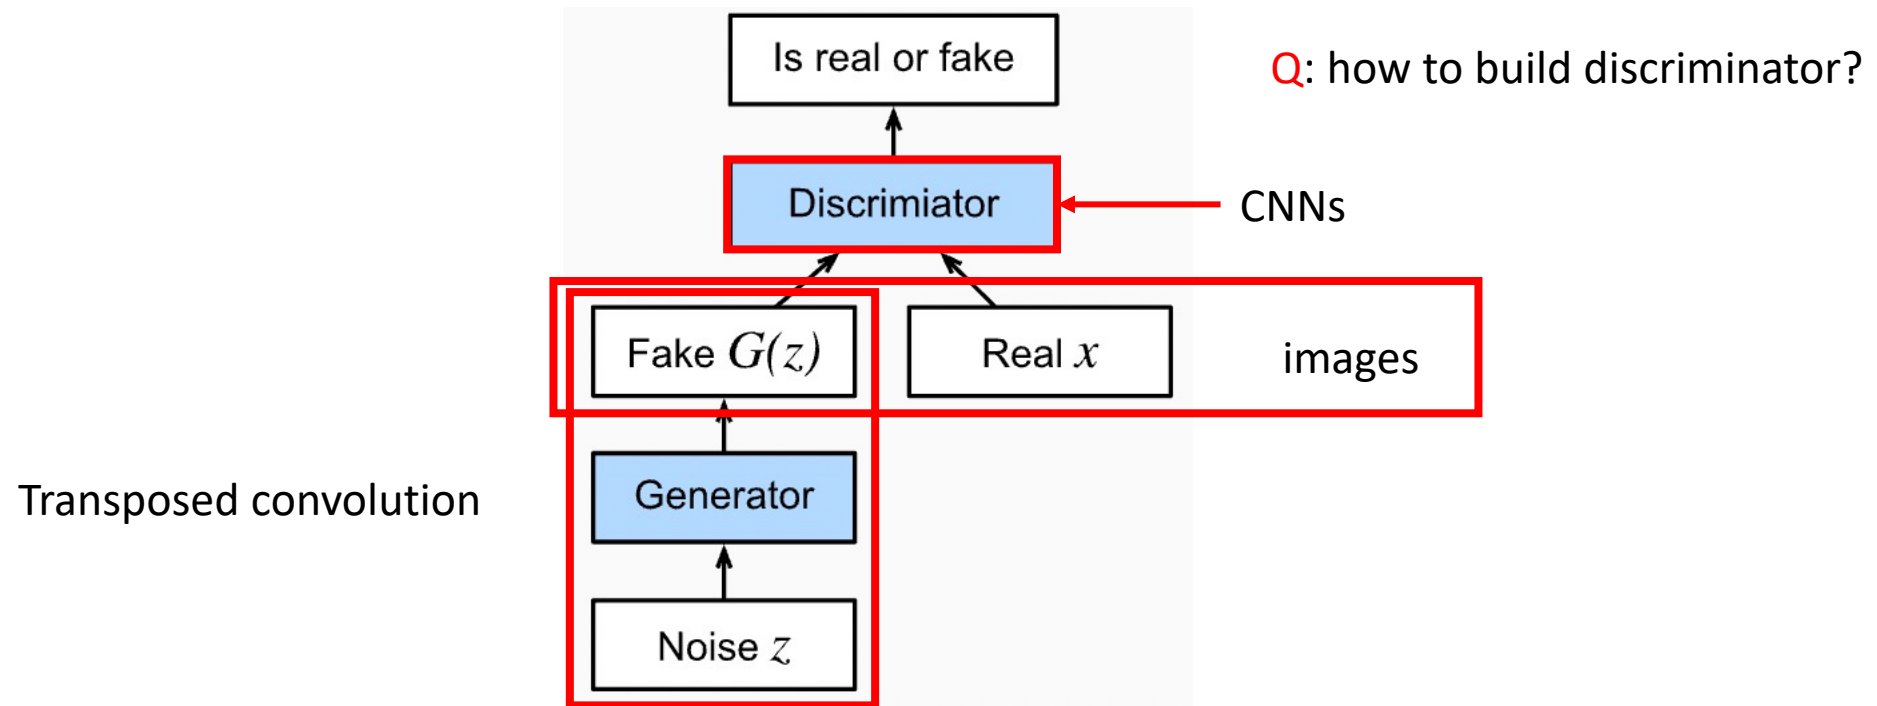 Is real or fake
Q: how to build discriminator?
Discrimiator
CNNs
Fake G(z)
Real x
images
Transposed convolution
Generator
Noise z